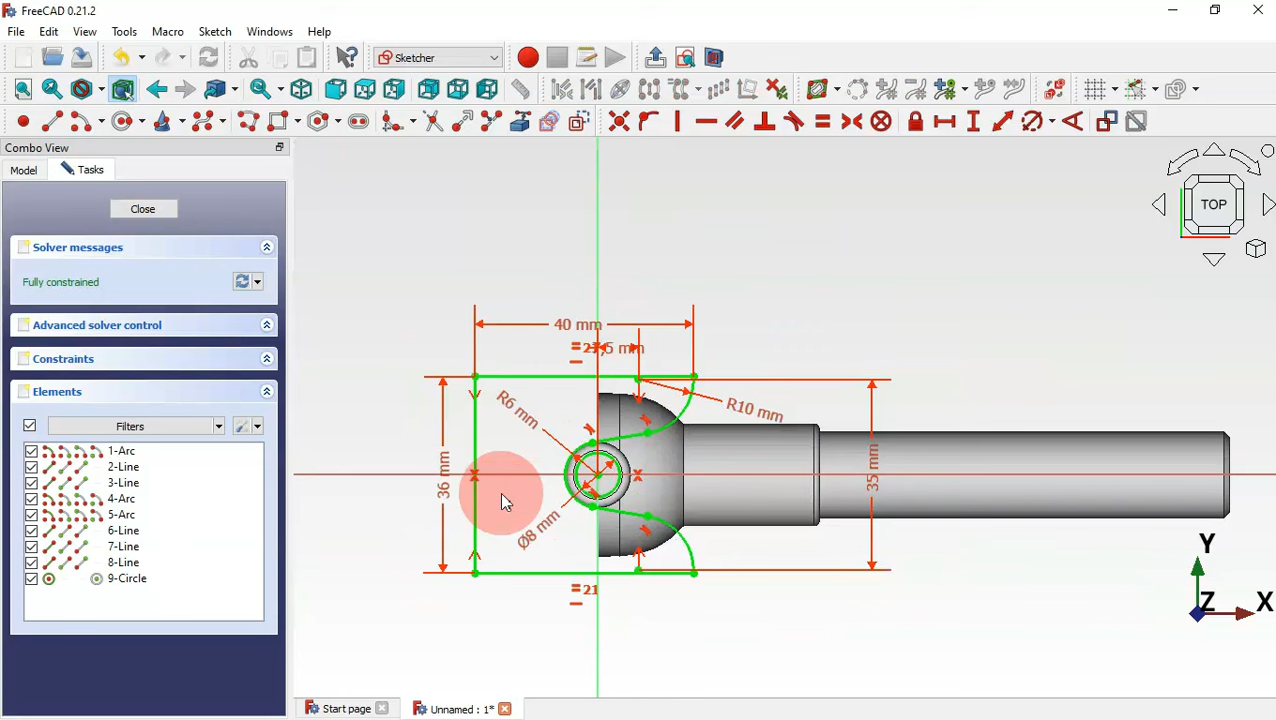 FreeCAD 0.21.2
File Edit View Tools Macro Sketch Windows Help
Sketcher
Combo View
Model Tasks
Close
Solver messages
Fully constrained
Advanced solver control
Constraints
Elements
Filters
1-Arc
2-Line
3-Line
4-Arc
5-Arc
6-Line
7-Line
8-Line
9-Circle
TOP
40 mm
R6 mm
R10 mm
36 mm
35 mm
Ø8 mm
21
Y
Z X
Start page Unnamed : 1*